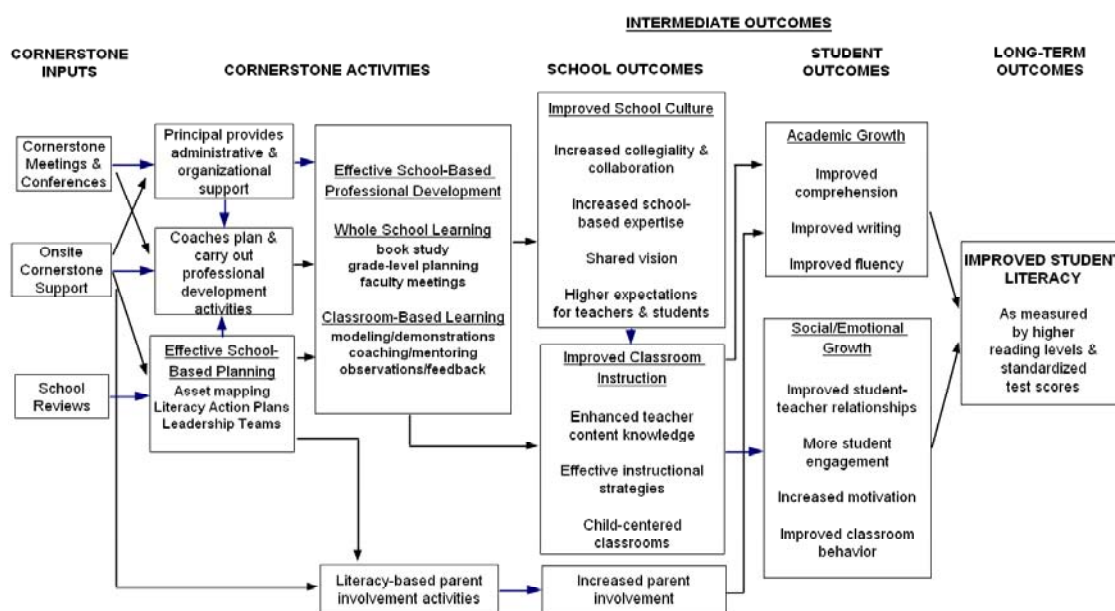 INTERMEDIATE OUTCOMES
CORNERSTONE
INPUTS
CORNERSTONE ACTIVITIES
SCHOOL OUTCOMES
STUDENT
OUTCOMES
LONG-TERM
OUTCOMES
Cornerstone
Meetings &
Conferences
Onsite
Cornerstone
Support
School
Reviews
Principal provides
administrative &
organizational
support
Coaches plan &
carry out
professional
development
activities
Effective School-
Based Planning
Asset mapping
Literacy Action Plans
Leadership Teams
Effective School-Based
Professional Development
Whole School Learning
book study
grade-level planning
faculty meetings
Classroom-Based Learning
modeling/demonstrations
coaching/mentoring
observations/feedback
Literacy-based parent
involvement activities
Improved School Culture
Increased collegiality &
collaboration
Increased school-
based expertise
Shared vision
Higher expectations
for teachers & students
Improved Classroom
Instruction
Enhanced teacher
content knowledge
Effective instructional
strategies
Child-centered
classrooms
Increased parent
involvement
Academic Growth
Improved
comprehension
Improved writing
Improved fluency
Social/Emotional
Growth
Improved student-
teacher relationships
More student
engagement
Increased motivation
Improved classroom
behavior
IMPROVED STUDENT
LITERACY
As measured
by higher
reading levels &
standardized
test scores